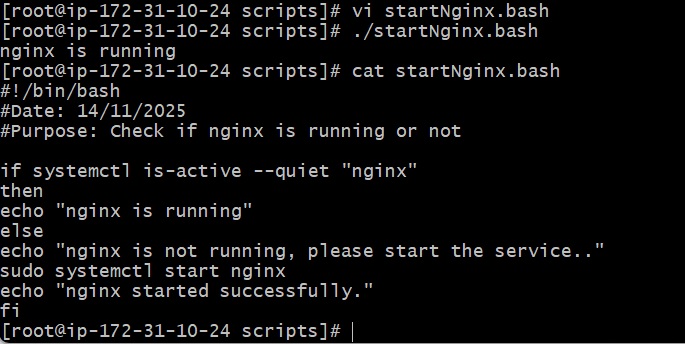 [root@ip-172-31-10-24 scripts]# vi startNginx.bash
[root@ip-172-31-10-24 scripts]# ./startNginx.bash
nginx is running
[root@ip-172-31-10-24 scripts]# cat startNginx.bash
#!/bin/bash
#Date: 14/11/2025
#Purpose: Check if nginx is running or not

if systemctl is-active --quiet "nginx"
then
echo "nginx is running"
else
echo "nginx is not running, please start the service.."
sudo systemctl start nginx
echo "nginx started successfully."
fi
[root@ip-172-31-10-24 scripts]#